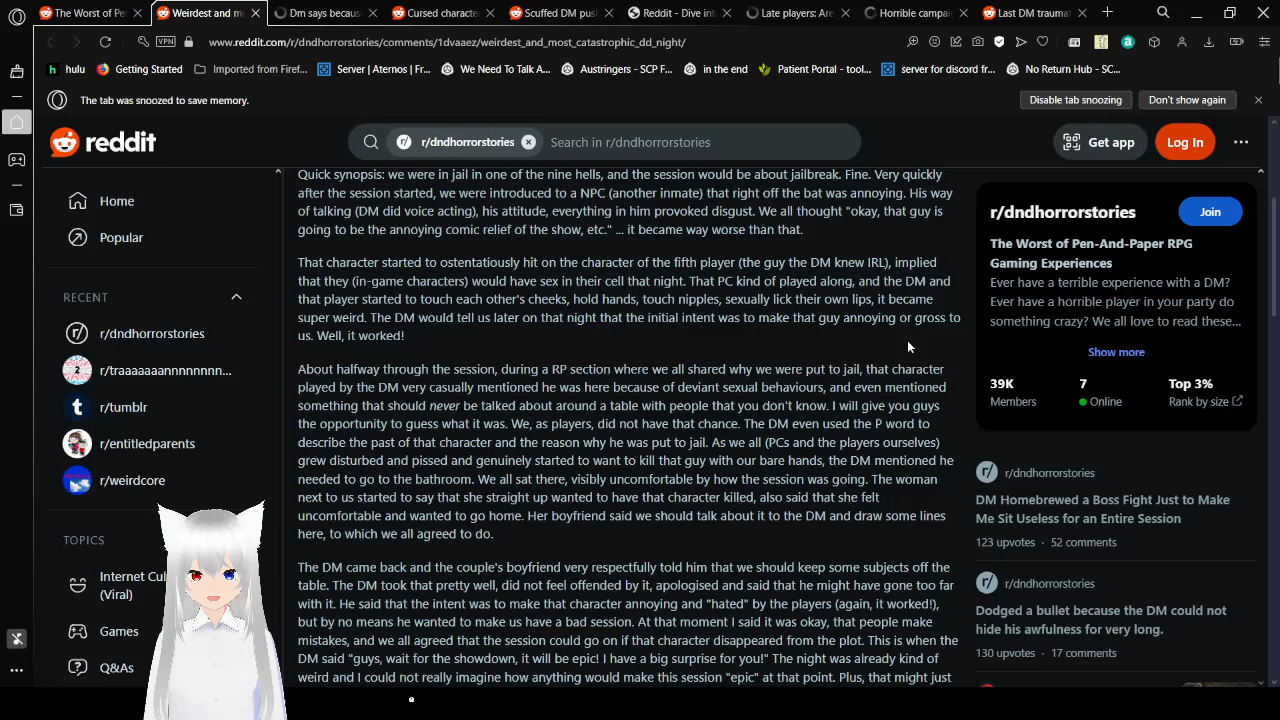 The Worst of Pe
Weirdest and m
Dm says becaus
Cursed characte
Scuffed DM pus
Reddit - Dive int
Late players: Are
Horrible campai
Last DM traumat
VPN
www.reddit.com/r/dndhorrorstories/comments/1dvaaez/weirdest_and_most_catastrophic_dd_night/
hulu
Getting Started
Imported from Firef...
Server | Aternos | Fr...
We Need To Talk A...
Austringers - SCP F...
in the end
Patient Portal - tool...
server for discord fr...
No Return Hub - SC...
The tab was snoozed to save memory.
Disable tab snoozing
Don't show again
reddit
r/dndhorrorstories
Search in r/dndhorrorstories
Get app
Log In
Home
Popular
RECENT
r/dndhorrorstories
r/traaaaaaannnnnnnn...
r/tumblr
r/entitledparents
r/weirdcore
TOPICS
Internet Cul
(Viral)
Games
Q&As
Quick synopsis: we were in jail in one of the nine hells, and the session would be about jailbreak. Fine. Very quickly
after the session started, we were introduced to a NPC (another inmate) that right off the bat was annoying. His way
of talking (DM did voice acting), his attitude, everything in him provoked disgust. We all thought "okay, that guy is
going to be the annoying comic relief of the show, etc." ... it became way worse than that.
That character started to ostentatiously hit on the character of the fifth player (the guy the DM knew IRL), implied
that they (in-game characters) would have sex in their cell that night. That PC kind of played along, and the DM and
that player started to touch each other's cheeks, hold hands, touch nipples, sexually lick their own lips, it became
super weird. The DM would tell us later on that night that the initial intent was to make that guy annoying or gross to
us. Well, it worked!
About halfway through the session, during a RP section where we all shared why we were put to jail, that character
played by the DM very casually mentioned he was here because of deviant sexual behaviours, and even mentioned
something that should never be talked about around a table with people that you don't know. I will give you guys
the opportunity to guess what it was. We, as players, did not have that chance. The DM even used the P word to
describe the past of that character and the reason why he was put to jail. As we all (PCs and the players ourselves)
grew disturbed and pissed and genuinely started to want to kill that guy with our bare hands, the DM mentioned he
needed to go to the bathroom. We all sat there, visibly uncomfortable by how the session was going. The woman
next to us started to say that she straight up wanted to have that character killed, also said that she felt
uncomfortable and wanted to go home. Her boyfriend said we should talk about it to the DM and draw some lines
here, to which we all agreed to do.
The DM came back and the couple's boyfriend very respectfully told him that we should keep some subjects off the
table. The DM took that pretty well, did not feel offended by it, apologised and said that he might have gone too far
with it. He said that the intent was to make that character annoying and "hated" by the players (again, it worked!),
but by no means he wanted to make us have a bad session. At that moment I said it was okay, that people make
mistakes, and we all agreed that the session could go on if that character disappeared from the plot. This is when the
DM said "guys, wait for the showdown, it will be epic! I have a big surprise for you!" The night was already kind of
weird and I could not really imagine how anything would make this session "epic" at that point. Plus, that might just
r/dndhorrorstories
Join
The Worst of Pen-And-Paper RPG
Gaming Experiences
Ever have a terrible experience with a DM?
Ever have a horrible player in your party do
something crazy? We all love to read these...
Show more
39K
Members
7
Online
Top 3%
Rank by size
r/dndhorrorstories
DM Homebrewed a Boss Fight Just to Make
Me Sit Useless for an Entire Session
123 upvotes · 52 comments
r/dndhorrorstories
Dodged a bullet because the DM could not
hide his awfulness for very long.
130 upvotes · 17 comments